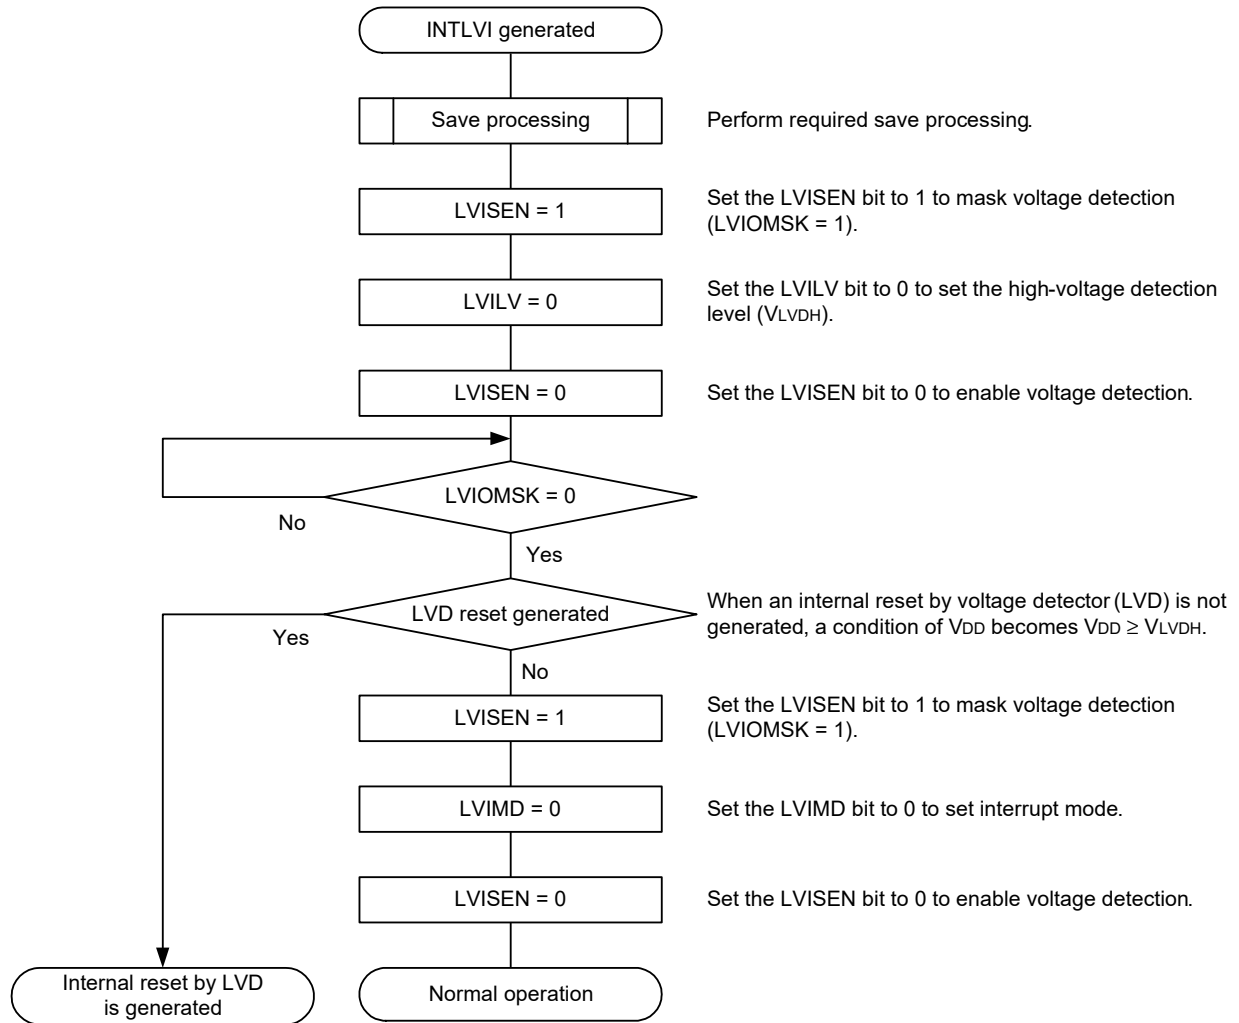 INTLVI generated
Save processing
Perform required save processing.
LVISEN = 1
Set the LVISEN bit to 1 to mask voltage detection
(LVIOMSK = 1).
LVILV = 0
Set the LVILV bit to 0 to set the high-voltage detection
level (VLVDH).
LVISEN = 0
Set the LVISEN bit to 0 to enable voltage detection.
LVIOMSK = 0
No
Yes
LVD reset generated
When an internal reset by voltage detector (LVD) is not
generated, a condition of VDD becomes VDD ≥ VLVDH.
Yes
No
LVISEN = 1
Set the LVISEN bit to 1 to mask voltage detection
(LVIOMSK = 1).
LVIMD = 0
Set the LVIMD bit to 0 to set interrupt mode.
LVISEN = 0
Set the LVISEN bit to 0 to enable voltage detection.
Internal reset by LVD
is generated
Normal operation